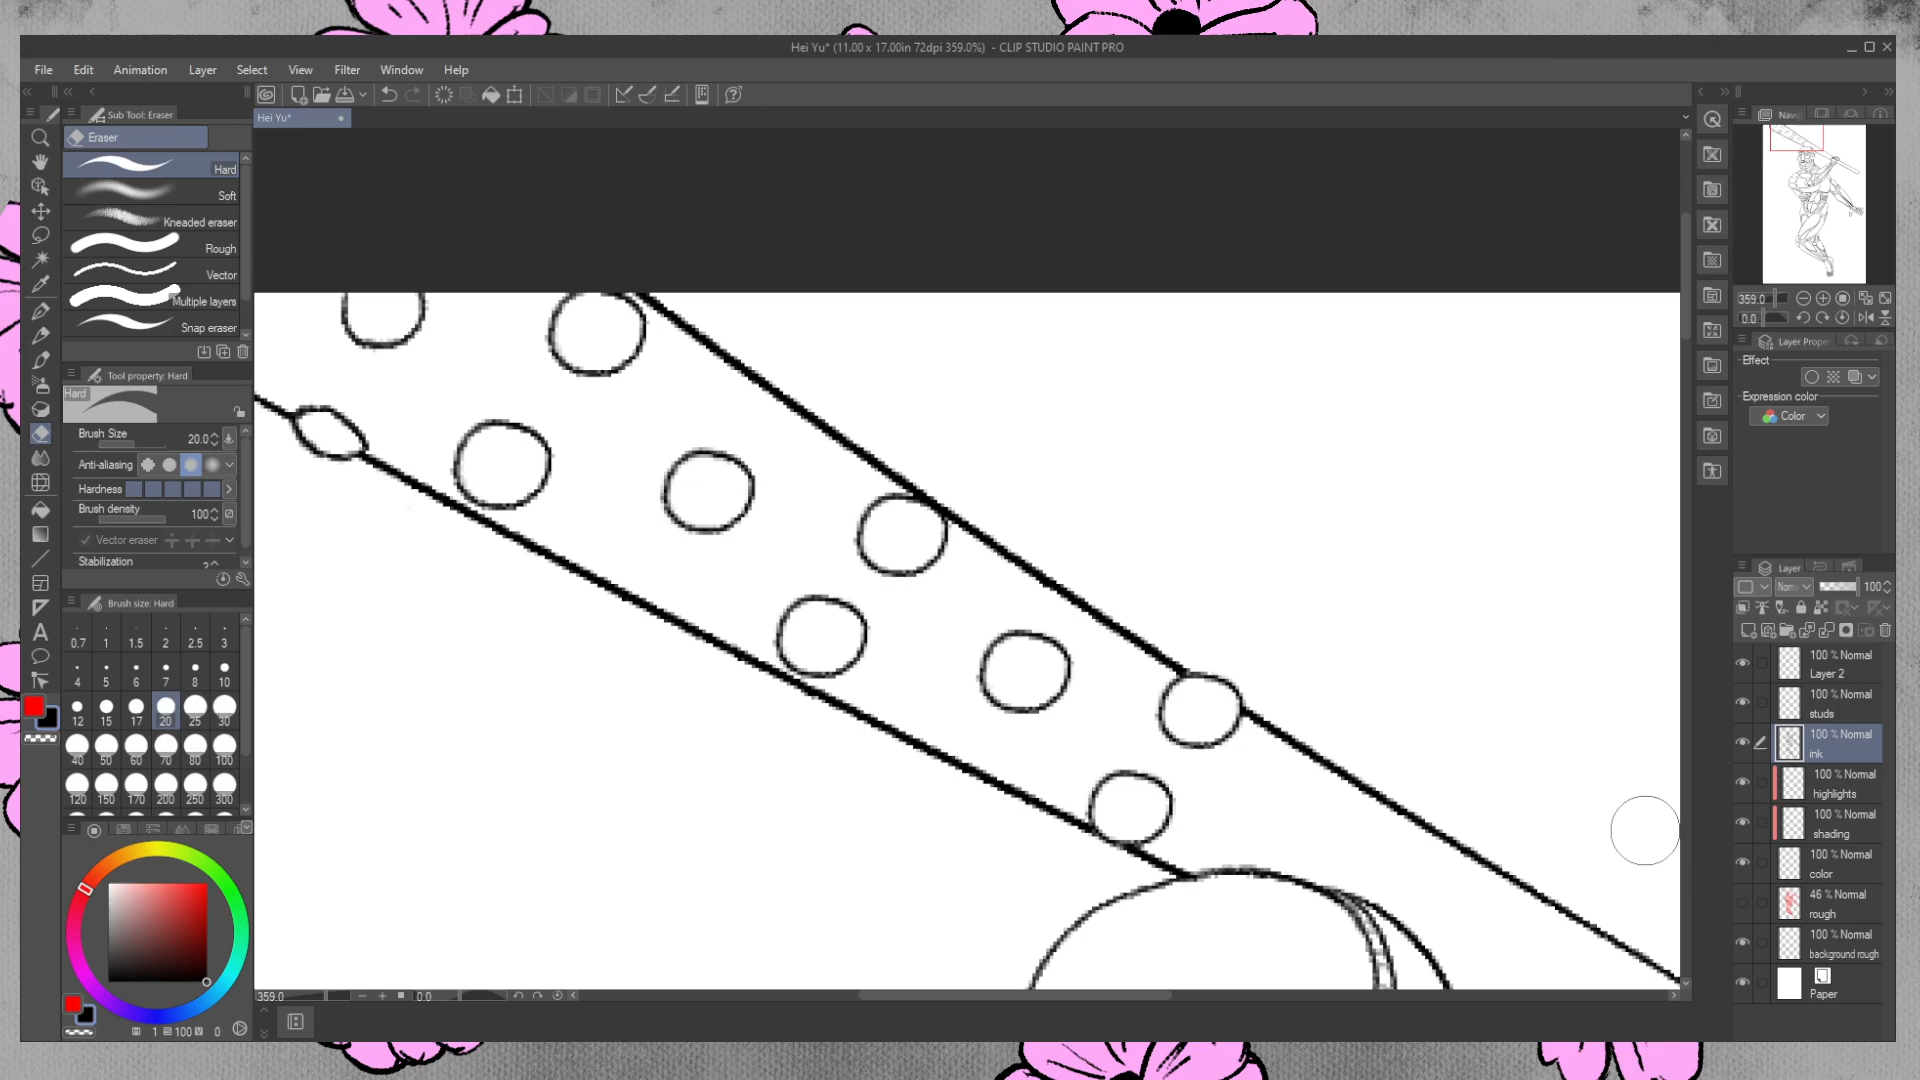 Hei Yu* (11.00 x 17.00in 72dpi 359.0%) - CLIP STUDIO PAINT PRO
File Edit Animation Layer Select View Filter Window Help
Sub Tool: Eraser
Hei Yu*
Eraser
Hard
Soft
Kneaded eraser
Rough
Vector
Multiple layers
Snap eraser
Tool property: Hard
Hard
Brush Size 20.0
Anti-aliasing
Hardness
Brush density 100
Vector eraser
Stabilization
Brush size: Hard
0.7 1 1.5 2 2.5 3
4 5 6 7 8 10
12 15 17 20 25 30
40 50 60 70 80 100
120 150 170 200 250 300
1 100 0
359.0 0.0
359.0
0.0
Layer Prope
Effect
Expression color
Color
Layer
100
100 % Normal
Layer 2
100 % Normal
studs
100 % Normal
ink
100 % Normal
highlights
100 % Normal
shading
100 % Normal
color
46 % Normal
rough
100 % Normal
background rough
Paper